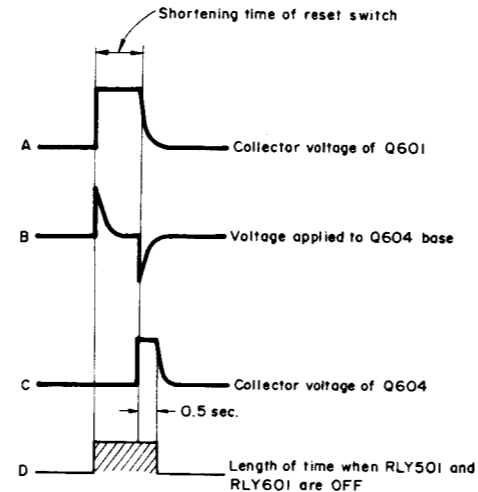 Shortening time of reset switch
A
Collector voltage of Q601
B
Voltage applied to Q604 base
C
Collector voltage of Q604
0.5 sec.
D
Length of time when RLY501 and
RLY601 are OFF